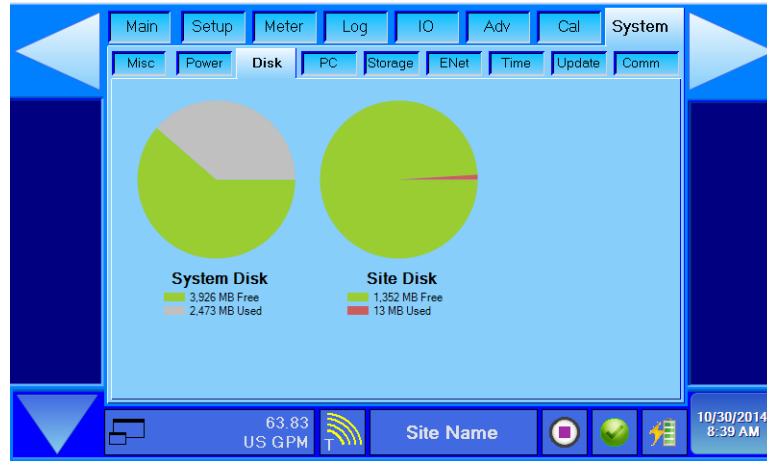 Main Setup Meter Log IO Adv Cal System
Misc Power Disk PC Storage ENet Time Update Comm
System Disk
3,926 MB Free
2,473 MB Used
Site Disk
1,352 MB Free
13 MB Used
63.83
US GPM
T
Site Name
10/30/2014
8:39 AM